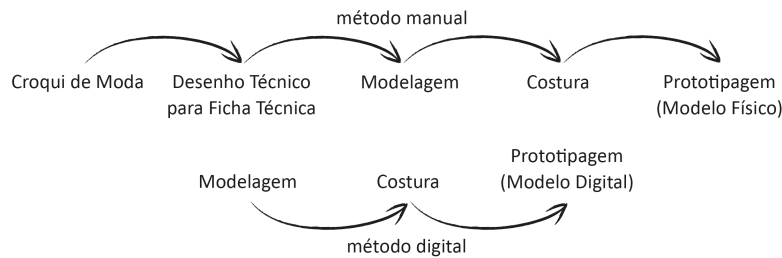 método manual
Croqui de Moda
Desenho Técnico
para Ficha Técnica
Modelagem
Costura
Prototipagem
(Modelo Físico)
Modelagem
Costura
Prototipagem
(Modelo Digital)
método digital